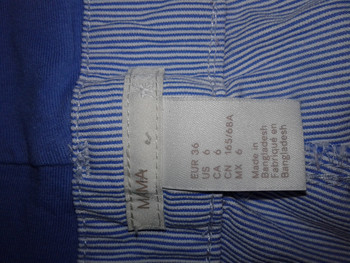 MAMA
EUR 36
US 6
CA 6
CN 165/68A
MX 6
Made in
Bangladesh
Fabriqué en
Bangladesh